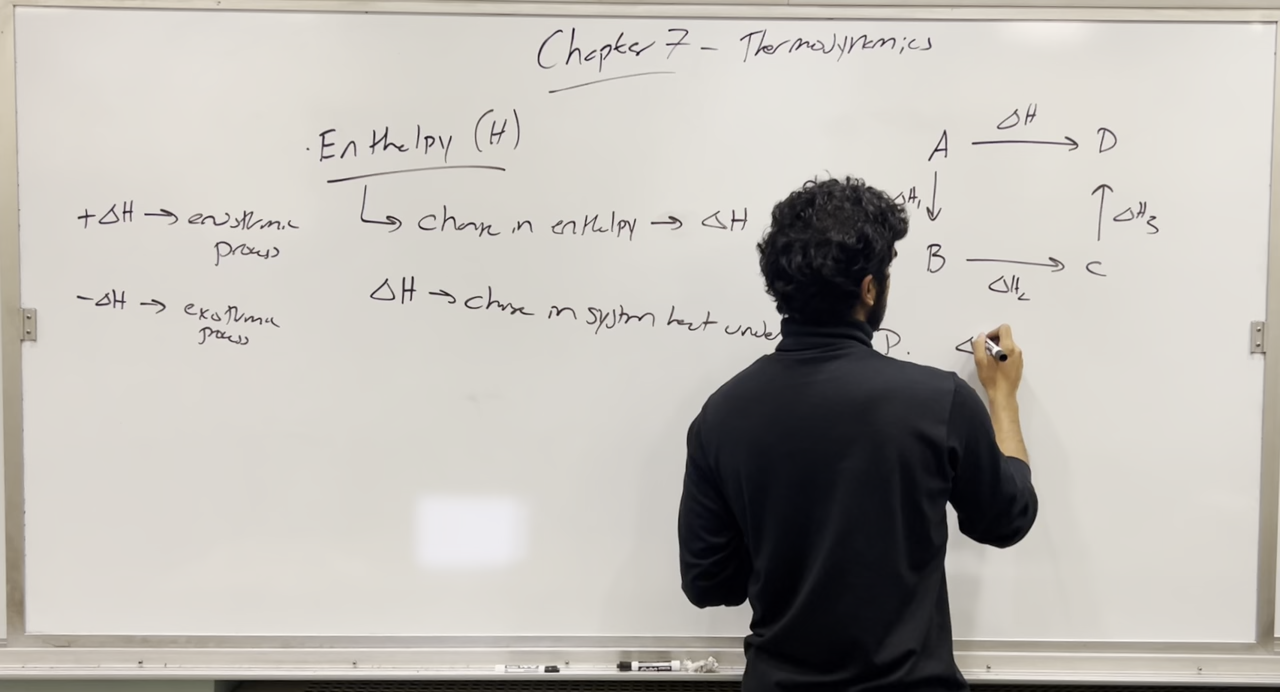 Chapter 7 - Thermodynamics
Enthalpy (H)
+ΔH → endothermic
process
-ΔH → exothermic
process
↳ change in enthalpy → ΔH
ΔH → change in system heat under
P.
A → D
ΔH
ΔH₁
ΔH₃
B → C
ΔH₂